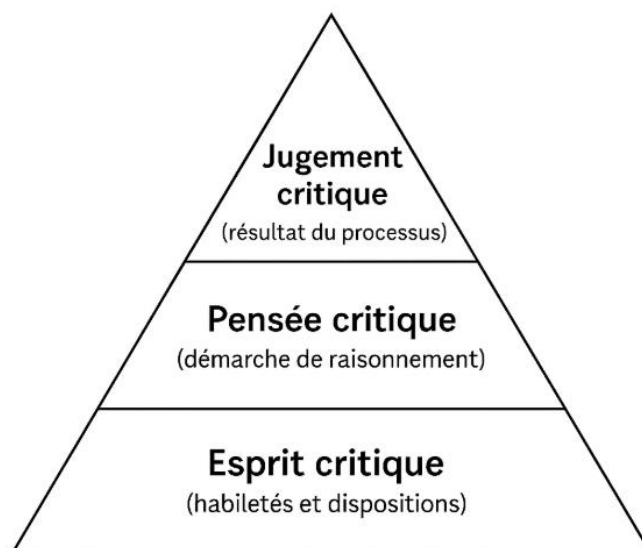 Jugement
critique
(résultat du processus)
Pensée critique
(démarche de raisonnement)
Esprit critique
(habiletés et dispositions)